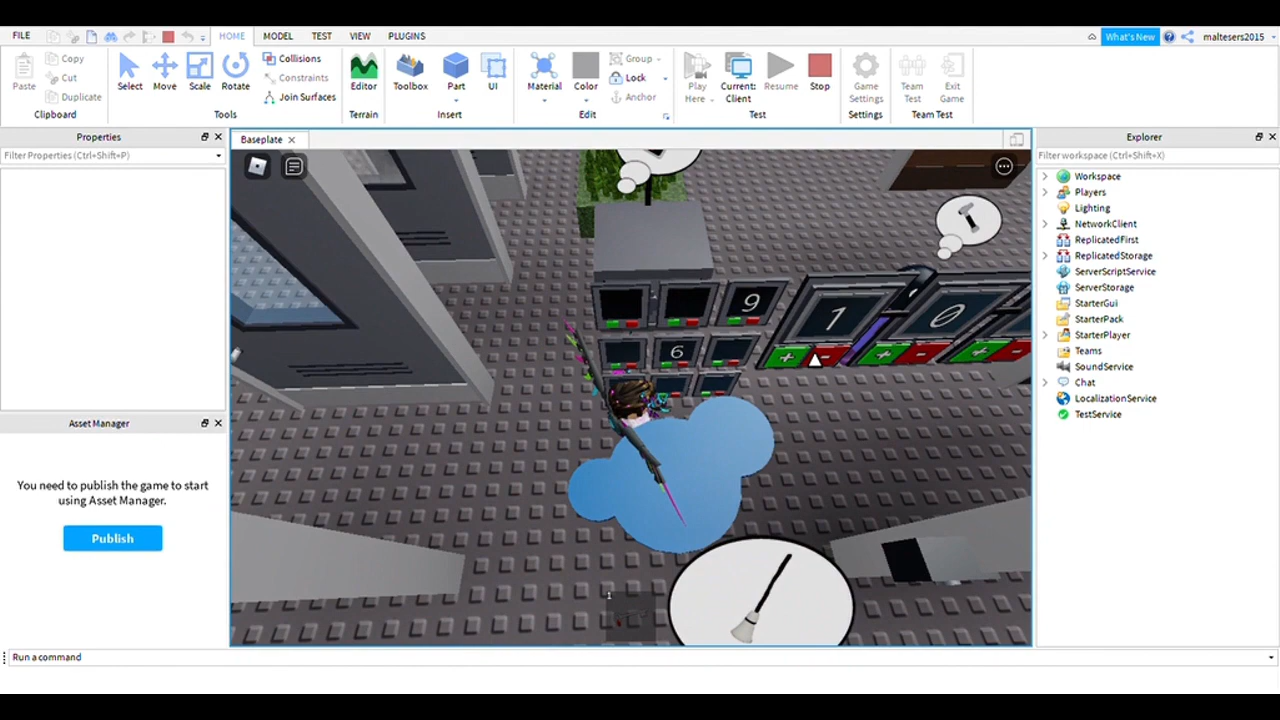 FILE HOME MODEL TEST VIEW PLUGINS What's New maltesers2015
Paste Copy Cut Duplicate Select Move Scale Rotate Collisions Constraints Join Surfaces Editor Toolbox Part UI Material Color Group Lock Anchor Play Here Current: Client Resume Stop Game Settings Team Test Exit Game
Clipboard Tools Terrain Insert Edit Test Settings Team Test
Properties
Filter Properties (Ctrl+Shift+P)
Asset Manager
You need to publish the game to start
using Asset Manager.
Publish
Baseplate
9
6
1
0
+ - + - + -
1
Explorer
Filter workspace (Ctrl+Shift+X)
Workspace
Players
Lighting
NetworkClient
ReplicatedFirst
ReplicatedStorage
ServerScriptService
ServerStorage
StarterGui
StarterPack
StarterPlayer
Teams
SoundService
Chat
LocalizationService
TestService
Run a command